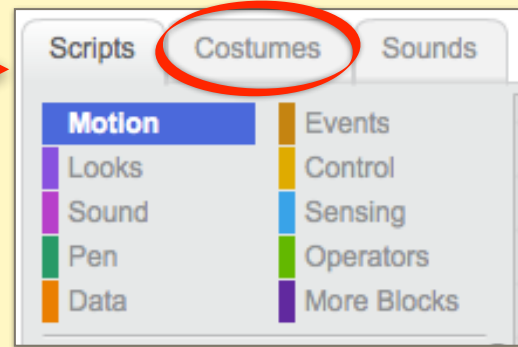 Scripts Costumes Sounds
Motion Events
Looks Control
Sound Sensing
Pen Operators
Data More Blocks